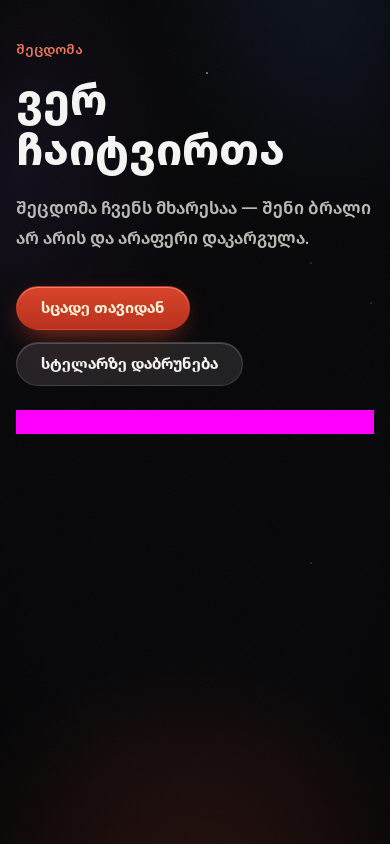 შეცდომა
ვერ
ჩაიტვირთა
შეცდომა ჩვენს მხარესაა — შენი ბრალი
არ არის და არაფერი დაკარგულა.
სცადე თავიდან
სტელარზე დაბრუნება